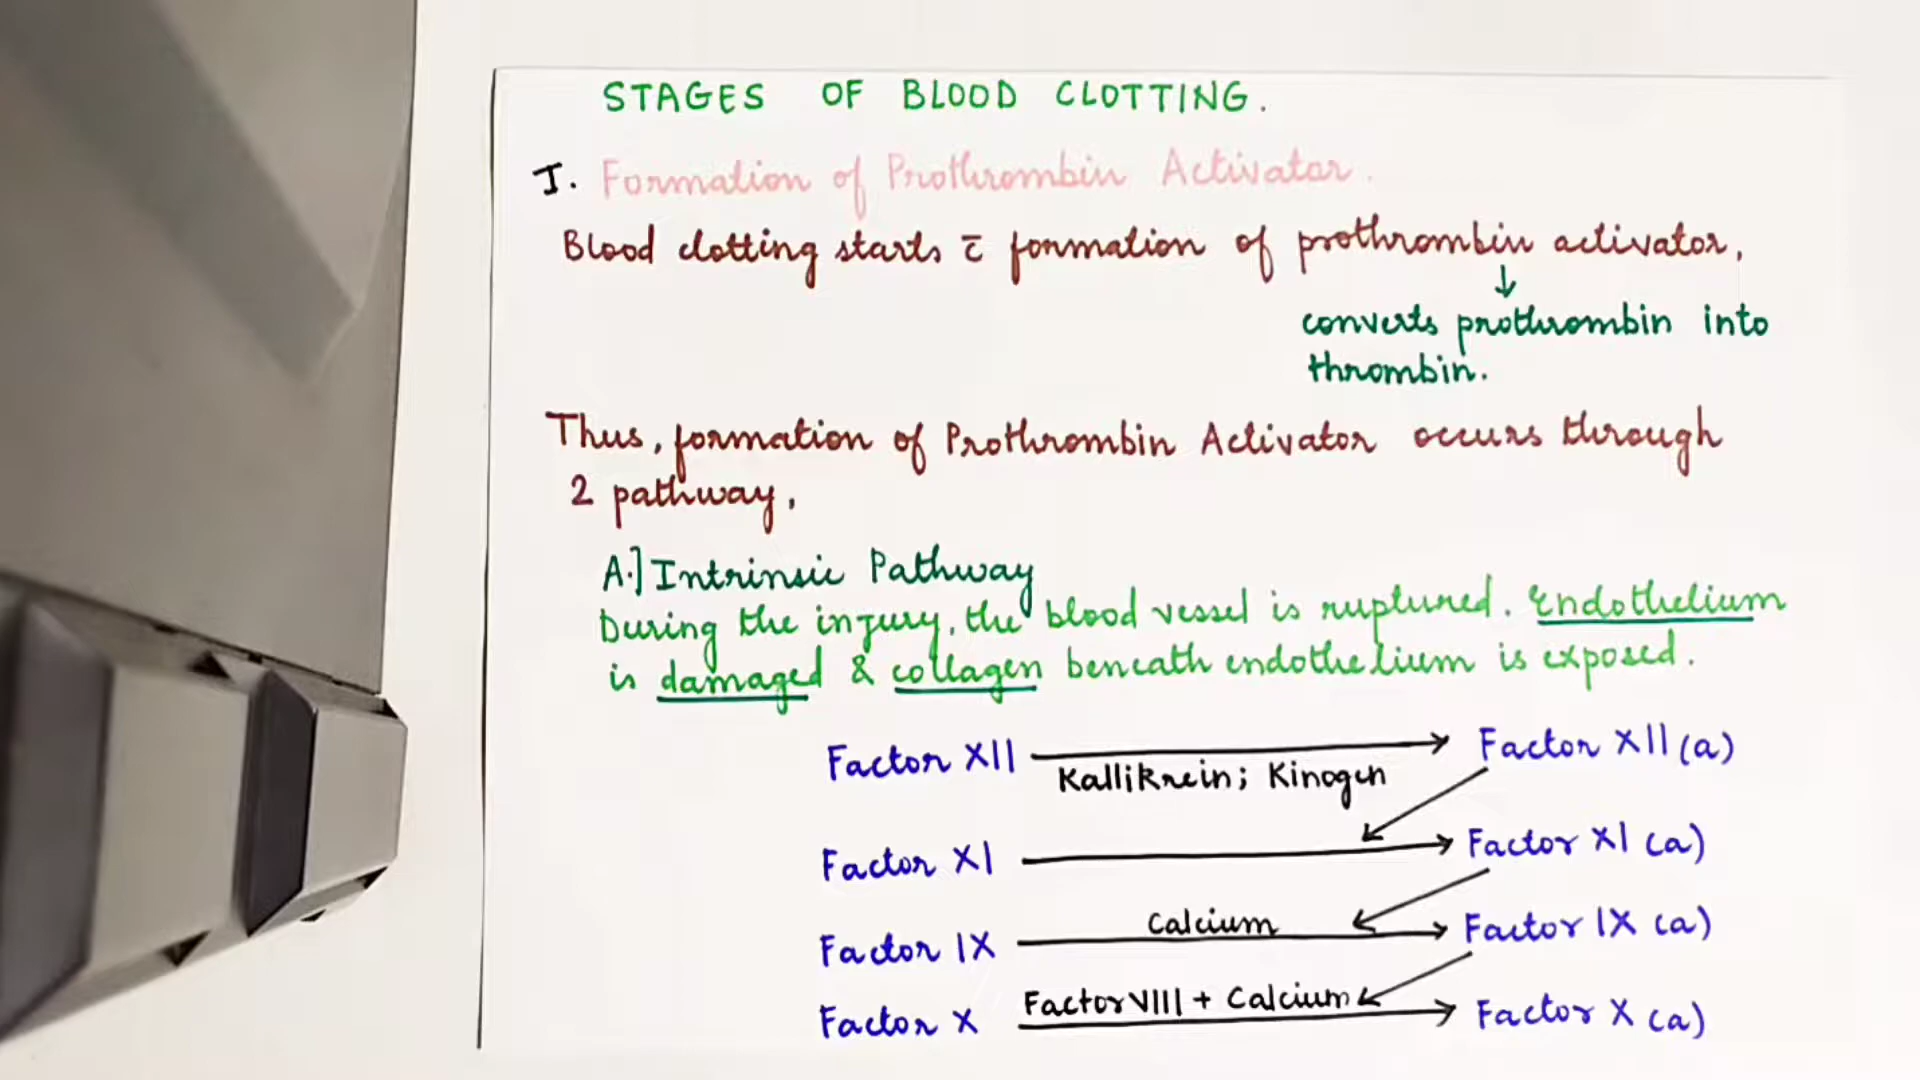 STAGES OF BLOOD CLOTTING.
I. Formation of Prothrombin Activator.
Blood clotting starts c̄ formation of prothrombin activator,
↓
converts prothrombin into
thrombin.
Thus, formation of Prothrombin Activator occurs through
2 pathway,
A.] Intrinsic Pathway
During the injury, the blood vessel is ruptured. Endothelium
is damaged & collagen beneath endothelium is exposed.
Factor XII → Factor XII (a)
Kallikrein; Kinogen
Factor XI → Factor XI (a)
Calcium
Factor IX → Factor IX (a)
Factor VIII + Calcium
Factor X → Factor X (a)